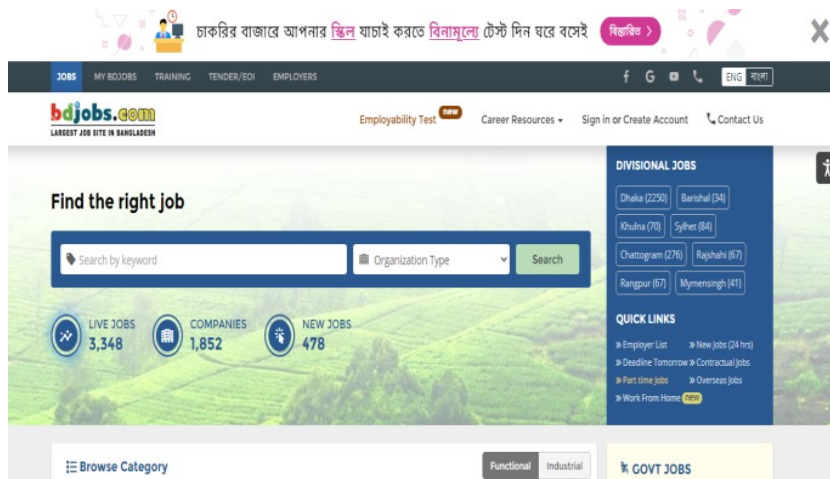 চাকরির বাজারে আপনার স্কিল যাচাই করতে বিনামূল্যে টেস্ট দিন ঘরে বসেই বিস্তারিত
JOBS MY BDJOBS TRAINING TENDER/EOI EMPLOYERS ENG বাংলা
bdjobs.com
LARGEST JOB SITE IN BANGLADESH
Employability Test new Career Resources Sign in or Create Account Contact Us
Find the right job
Search by keyword Organization Type Search
LIVE JOBS
3,348
COMPANIES
1,852
NEW JOBS
478
DIVISIONAL JOBS
Dhaka (2250) Barishal (34)
Khulna (70) Sylhet (84)
Chattogram (276) Rajshahi (67)
Rangpur (67) Mymensingh (41)
QUICK LINKS
» Employer List » New Jobs (24 hrs)
» Deadline Tomorrow » Contractual Jobs
» Part time Jobs » Overseas Jobs
» Work From Home new
Browse Category Functional Industrial
GOVT JOBS